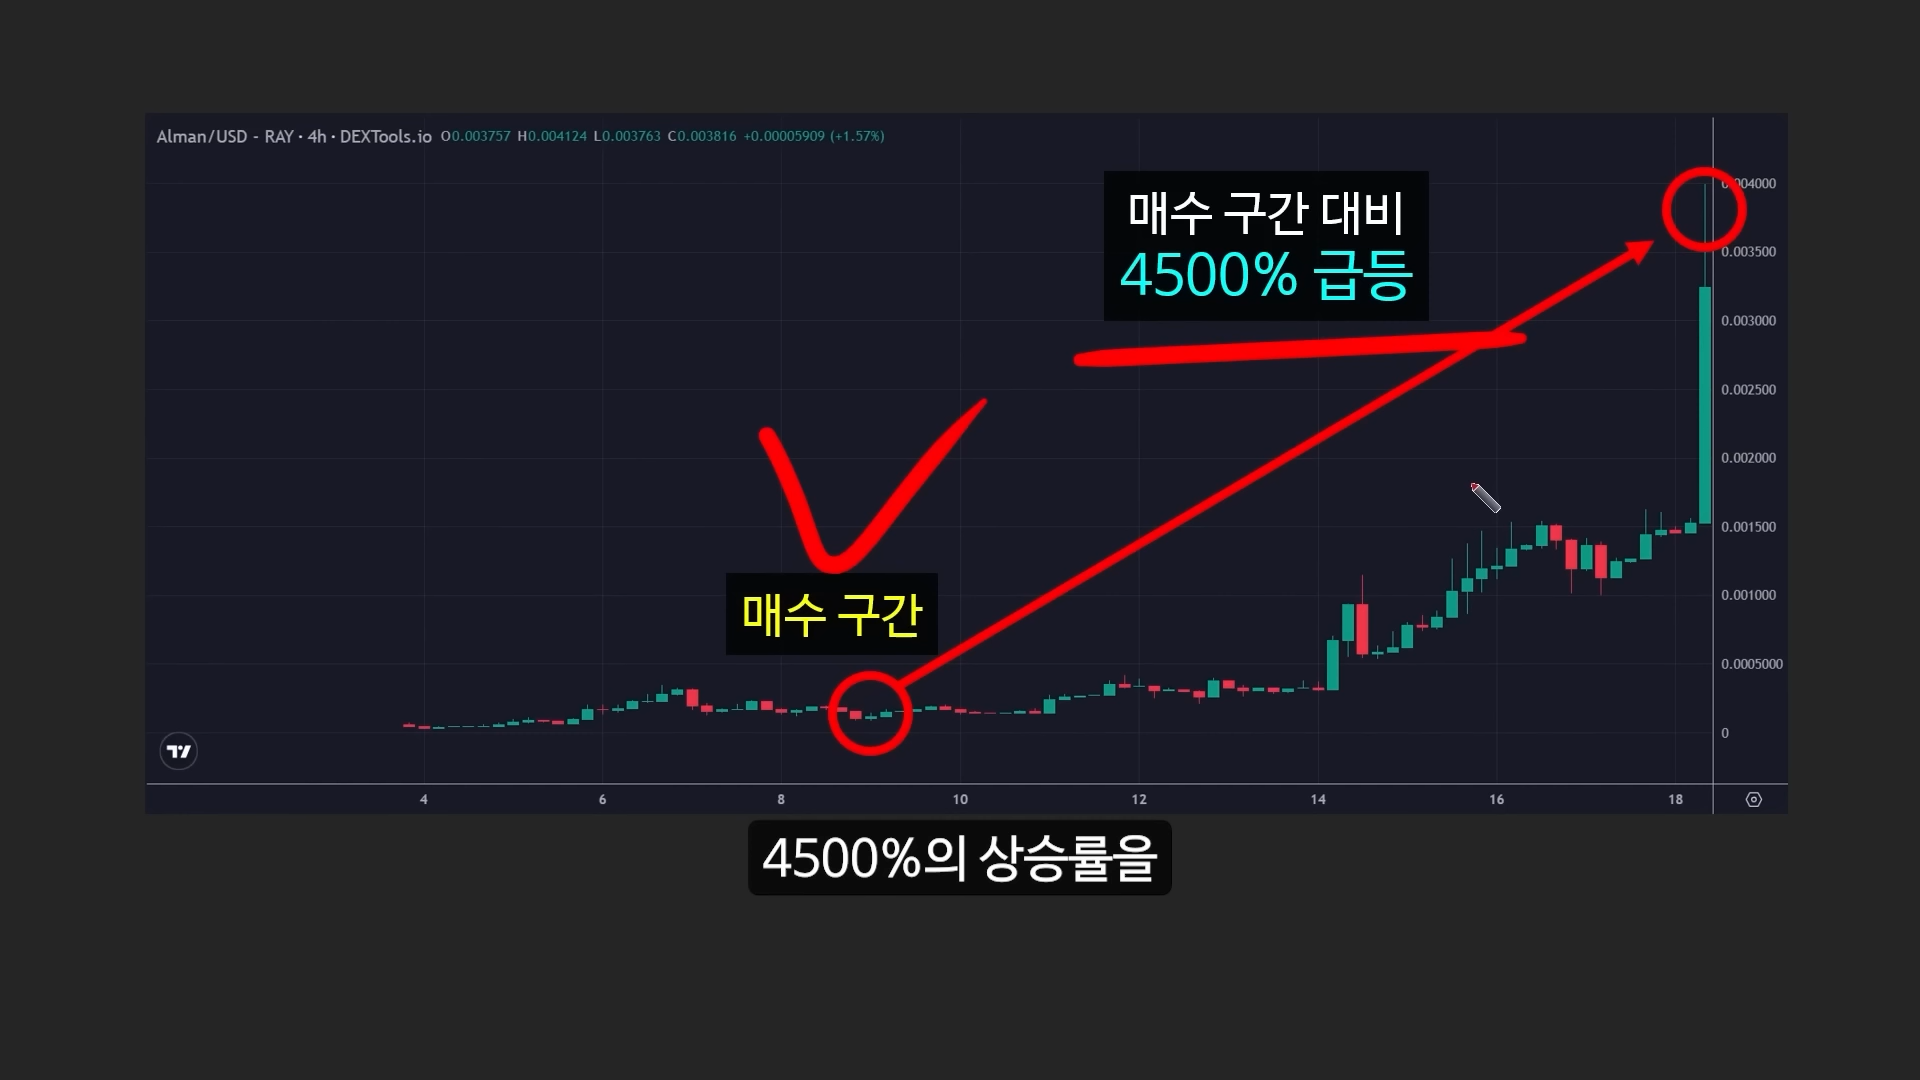 Alman/USD - RAY · 4h · DEXTools.io O0.003757 H0.004124 L0.003763 C0.003816 +0.00005909 (+1.57%)
매수 구간 대비
4500% 급등
매수 구간
0.004000
0.003500
0.003000
0.002500
0.002000
0.001500
0.001000
0.0005000
0
4 6 8 10 12 14 16 18
4500%의 상승률을